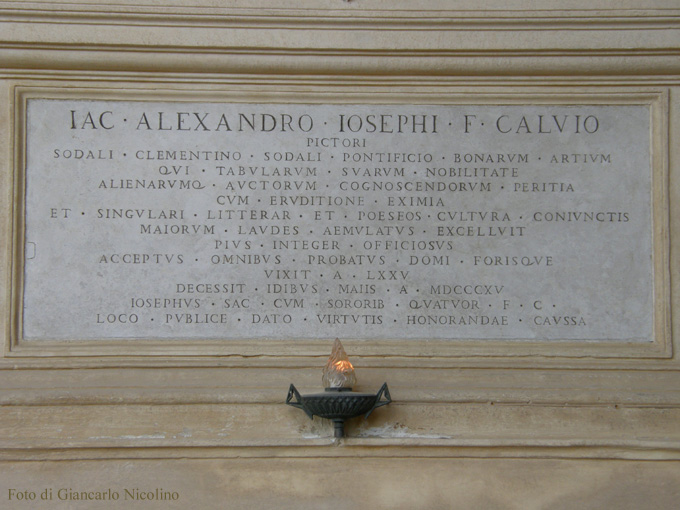 IAC · ALEXANDRO · IOSEPHI · F · CALVIO
PICTORI
SODALI · CLEMENTINO · SODALI · PONTIFICIO · BONARVM · ARTIVM
QVI · TABVLARVM · SVARVM · NOBILITATE
ALIENARVMQ · AVCTORVM · COGNOSCENDORVM · PERITIA
CVM · ERVDITIONE · EXIMIA
ET · SINGVLARI · LITTERAR · ET · POESEOS · CVLTVRA · CONIVNCTIS
MAIORVM · LAVDES · AEMVLATVS · EXCELLVIT
PIVS · INTEGER · OFFICIOSVS
ACCEPTVS · OMNIBVS · PROBATVS · DOMI · FORISQVE
VIXIT · A · LXXV
DECESSIT · IDIBVS · MAIIS · A · MDCCCXV
IOSEPHVS · SAC · CVM · SORORIB · QVATVOR · F · C ·
LOCO · PVBLICE · DATO · VIRTVTIS · HONORANDAE · CAVSSA
Foto di Giancarlo Nicolino